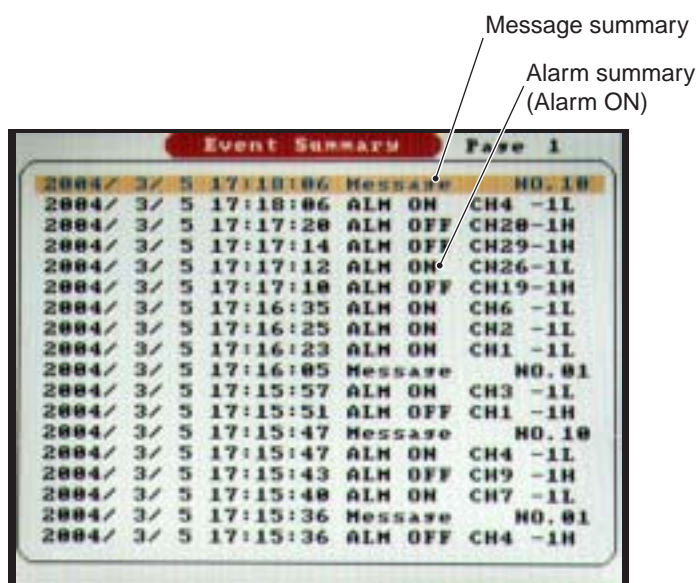 Message summary
Alarm summary
(Alarm ON)
Event Summary Page 1
2004/ 3/ 5 17:18:06 Message NO.10
2004/ 3/ 5 17:18:06 ALM ON CH4 -1L
2004/ 3/ 5 17:17:20 ALM OFF CH20-1H
2004/ 3/ 5 17:17:14 ALM OFF CH29-1H
2004/ 3/ 5 17:17:12 ALM ON CH26-1L
2004/ 3/ 5 17:17:10 ALM OFF CH19-1H
2004/ 3/ 5 17:16:35 ALM ON CH6 -1L
2004/ 3/ 5 17:16:25 ALM ON CH2 -1L
2004/ 3/ 5 17:16:23 ALM ON CH1 -1L
2004/ 3/ 5 17:16:05 Message NO.01
2004/ 3/ 5 17:15:57 ALM ON CH3 -1L
2004/ 3/ 5 17:15:51 ALM OFF CH1 -1H
2004/ 3/ 5 17:15:47 Message NO.10
2004/ 3/ 5 17:15:47 ALM ON CH4 -1L
2004/ 3/ 5 17:15:43 ALM OFF CH9 -1H
2004/ 3/ 5 17:15:40 ALM ON CH7 -1L
2004/ 3/ 5 17:15:36 Message NO.01
2004/ 3/ 5 17:15:36 ALM OFF CH4 -1H